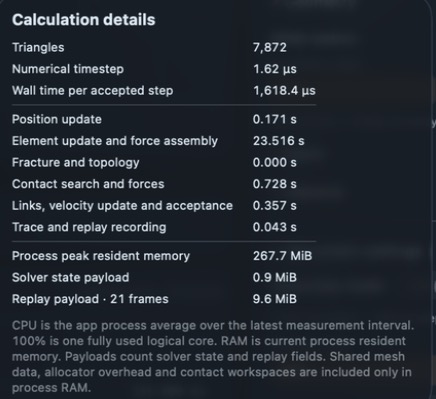 Calculation details
Triangles 7,872
Numerical timestep 1.62 µs
Wall time per accepted step 1,618.4 µs
Position update 0.171 s
Element update and force assembly 23.516 s
Fracture and topology 0.000 s
Contact search and forces 0.728 s
Links, velocity update and acceptance 0.357 s
Trace and replay recording 0.043 s
Process peak resident memory 267.7 MiB
Solver state payload 0.9 MiB
Replay payload · 21 frames 9.6 MiB
CPU is the app process average over the latest measurement interval.
100% is one fully used logical core. RAM is current process resident
memory. Payloads count solver state and replay fields. Shared mesh
data, allocator overhead and contact workspaces are included only in
process RAM.